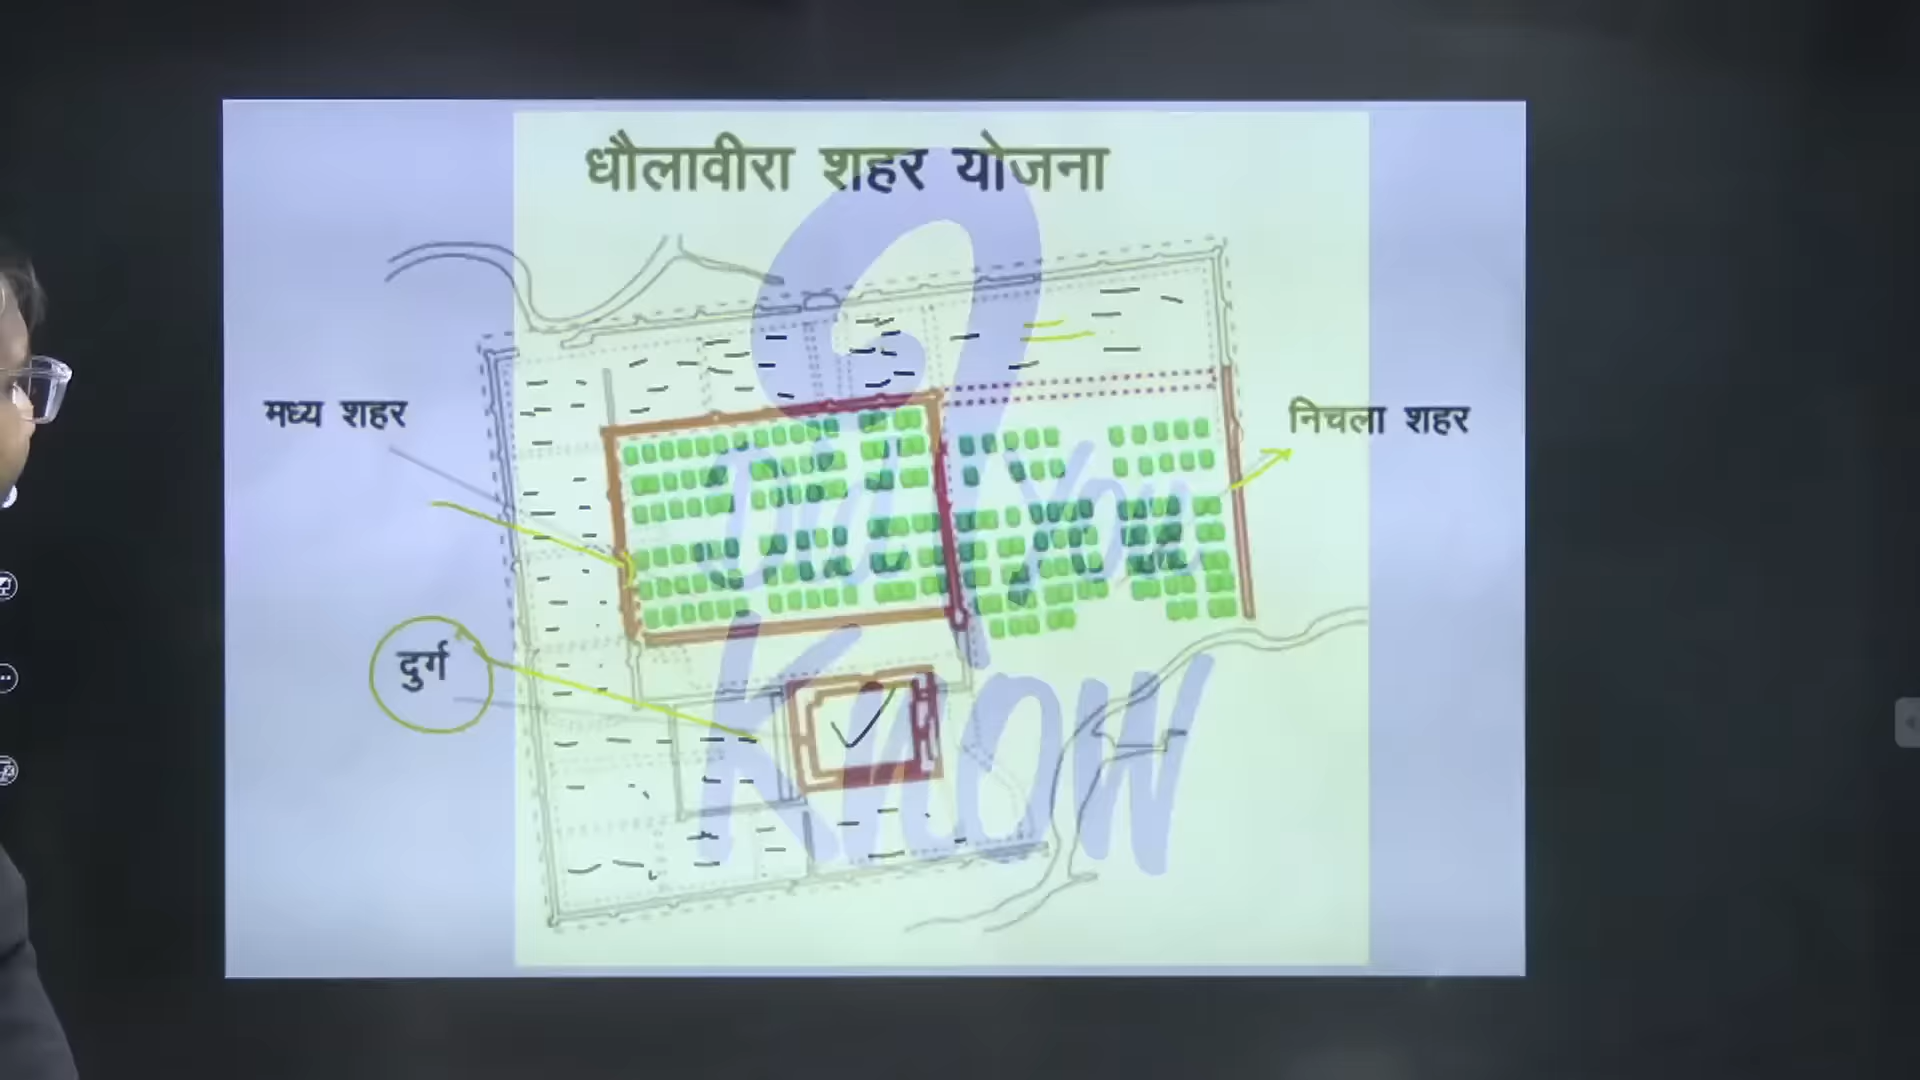 धौलावीरा शहर योजना
मध्य शहर
निचला शहर
दुर्ग
Did You
Know